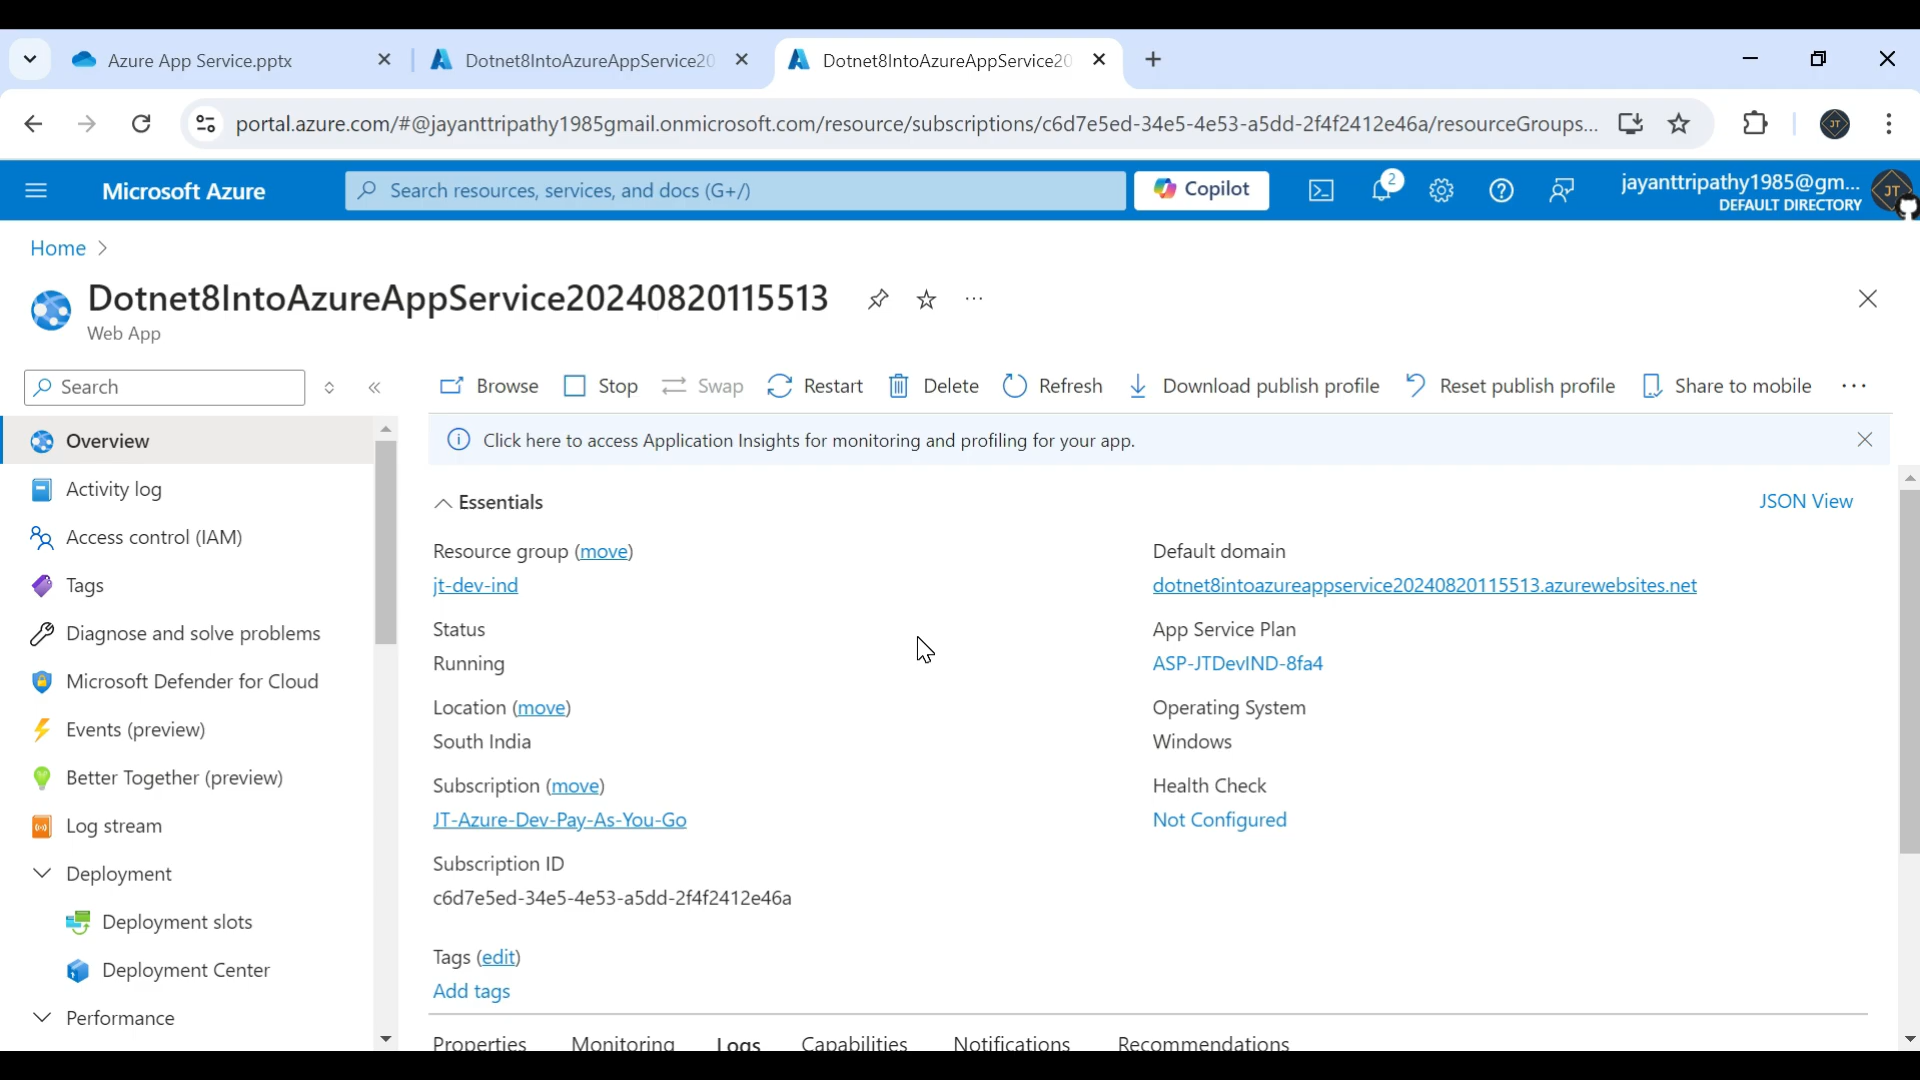 Azure App Service.pptx
Dotnet8IntoAzureAppService20
Dotnet8IntoAzureAppService20
portal.azure.com/#@jayanttripathy1985gmail.onmicrosoft.com/resource/subscriptions/c6d7e5ed-34e5-4e53-a5dd-2f4f2412e46a/resourceGroups...
JT
Microsoft Azure
Search resources, services, and docs (G+/)
Copilot
2
jayanttripathy1985@gm...
DEFAULT DIRECTORY
JT
Home
Dotnet8IntoAzureAppService20240820115513
Web App
Search
Browse
Stop
Swap
Restart
Delete
Refresh
Download publish profile
Reset publish profile
Share to mobile
Overview
Activity log
Access control (IAM)
Tags
Diagnose and solve problems
Microsoft Defender for Cloud
Events (preview)
Better Together (preview)
Log stream
Deployment
Deployment slots
Deployment Center
Performance
Click here to access Application Insights for monitoring and profiling for your app.
Essentials
JSON View
Resource group (move)
jt-dev-ind
Status
Running
Location (move)
South India
Subscription (move)
JT-Azure-Dev-Pay-As-You-Go
Subscription ID
c6d7e5ed-34e5-4e53-a5dd-2f4f2412e46a
Default domain
dotnet8intoazureappservice20240820115513.azurewebsites.net
App Service Plan
ASP-JTDevIND-8fa4
Operating System
Windows
Health Check
Not Configured
Tags (edit)
Add tags
Properties
Monitoring
Logs
Capabilities
Notifications
Recommendations